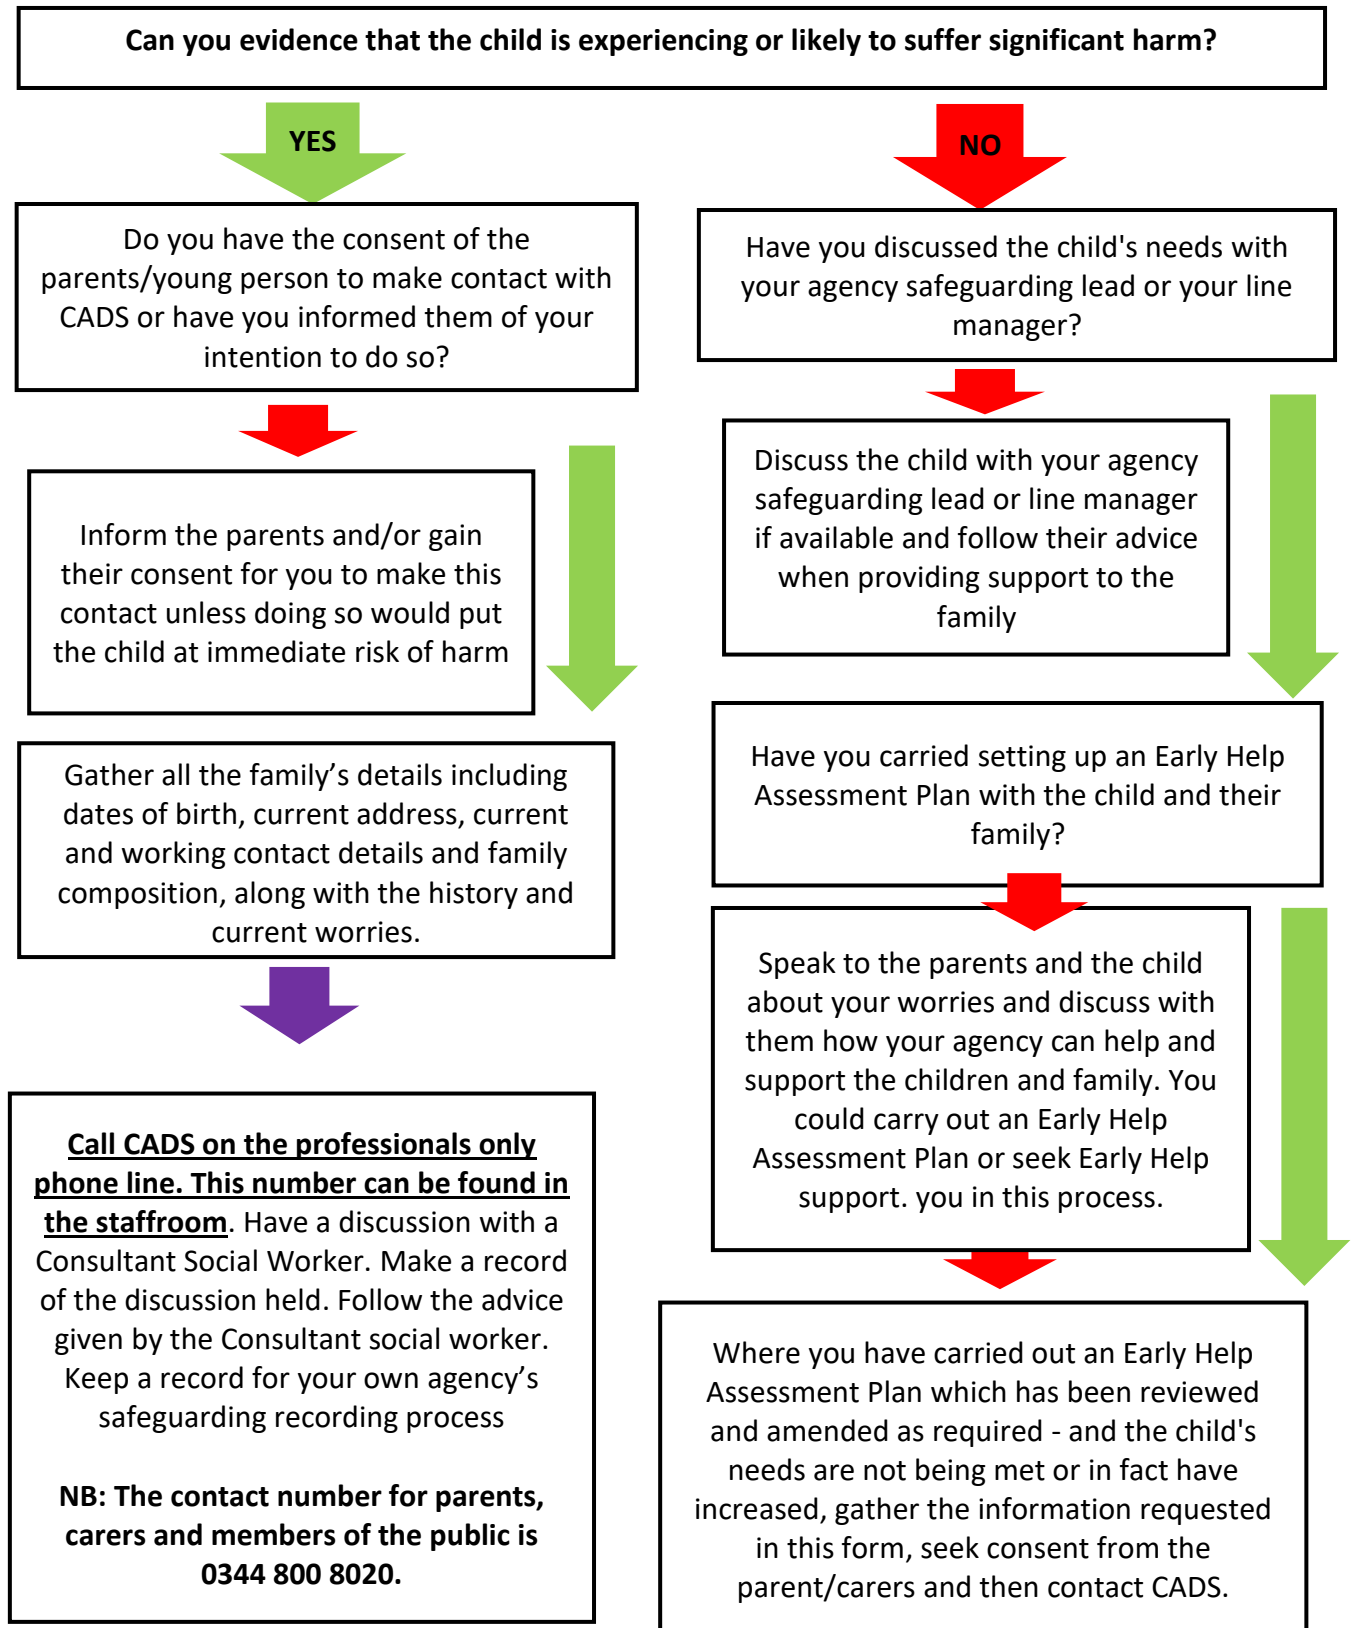 Can you evidence that the child is experiencing or likely to suffer significant harm?
YES
NO
Do you have the consent of the
parents/young person to make contact with
CADS or have you informed them of your
intention to do so?
Have you discussed the child's needs with
your agency safeguarding lead or your line
manager?
Inform the parents and/or gain
their consent for you to make this
contact unless doing so would put
the child at immediate risk of harm
Discuss the child with your agency
safeguarding lead or line manager
if available and follow their advice
when providing support to the
family
Gather all the family’s details including
dates of birth, current address, current
and working contact details and family
composition, along with the history and
current worries.
Have you carried setting up an Early Help
Assessment Plan with the child and their
family?
Speak to the parents and the child
about your worries and discuss with
them how your agency can help and
support the children and family. You
could carry out an Early Help
Assessment Plan or seek Early Help
support. you in this process.
Call CADS on the professionals only
phone line. This number can be found in
the staffroom. Have a discussion with a
Consultant Social Worker. Make a record
of the discussion held. Follow the advice
given by the Consultant social worker.
Keep a record for your own agency’s
safeguarding recording process
NB: The contact number for parents,
carers and members of the public is
0344 800 8020.
Where you have carried out an Early Help
Assessment Plan which has been reviewed
and amended as required - and the child's
needs are not being met or in fact have
increased, gather the information requested
in this form, seek consent from the
parent/carers and then contact CADS.